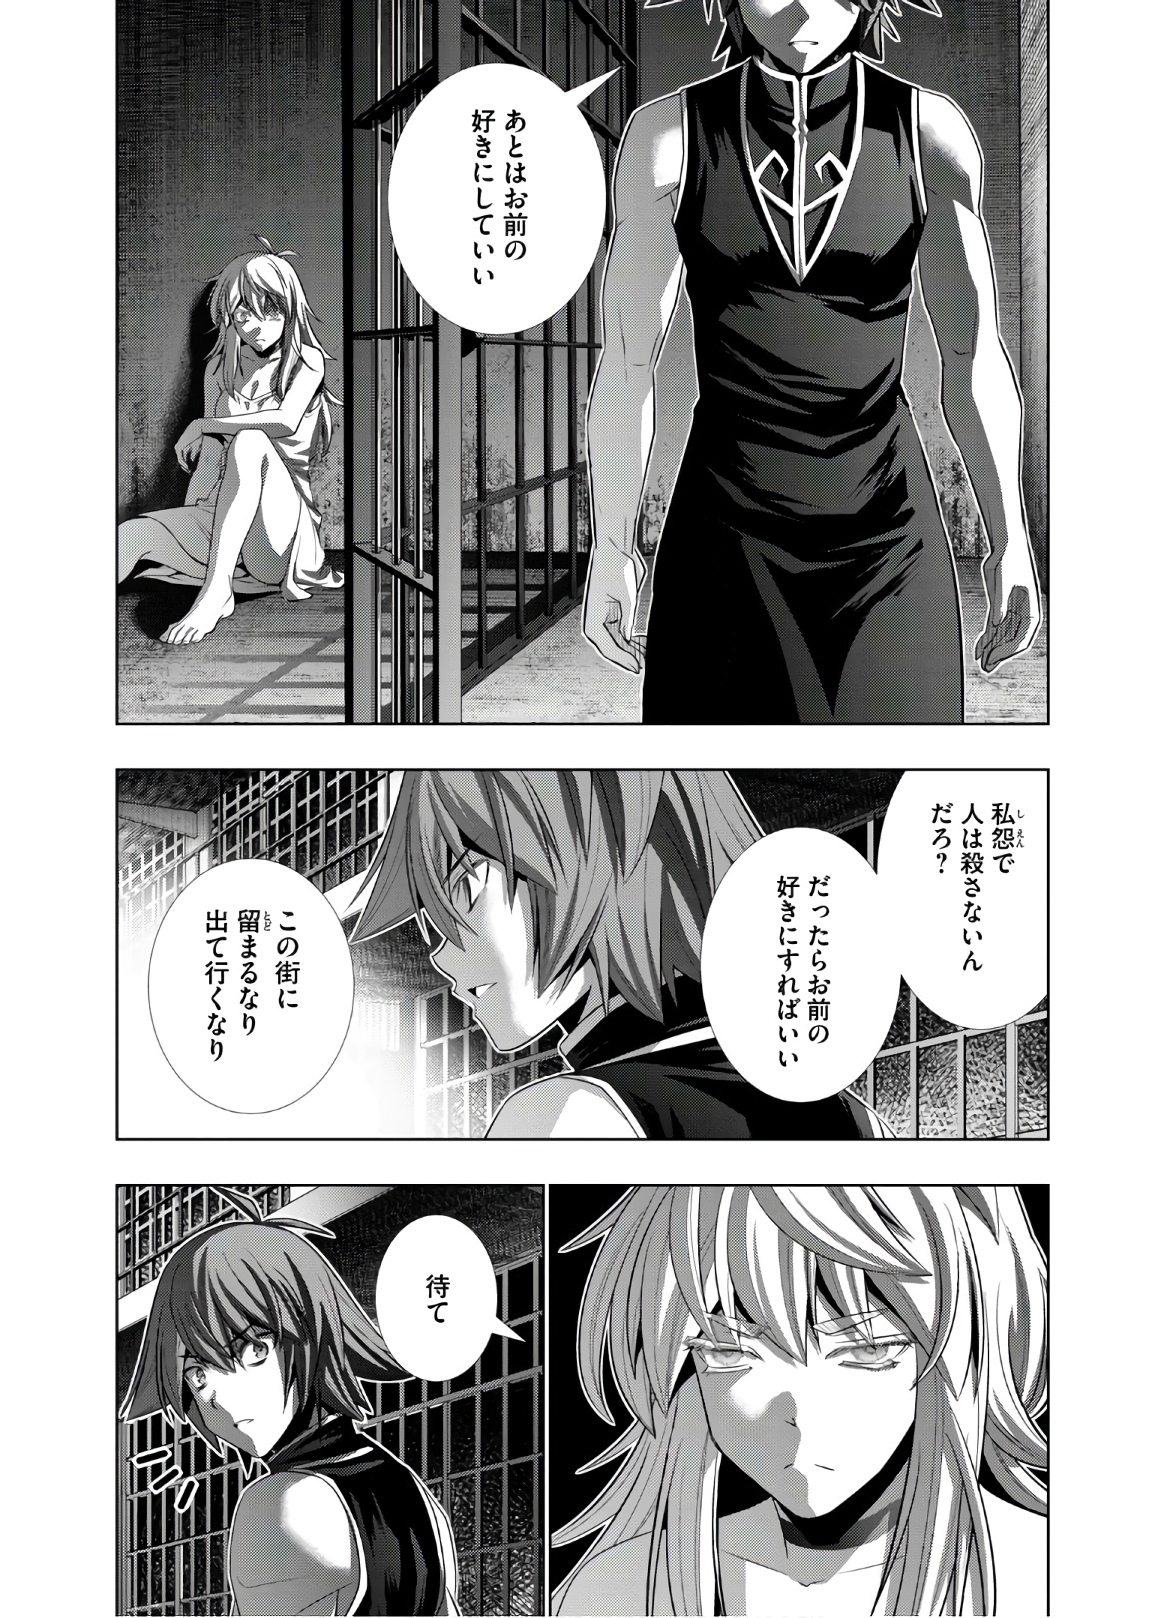 あとはお前の
好きにしていい
私怨で
人は殺さないん
だろ?
だったらお前の
好きにすればいい
この街に
留まるなり
出て行くなり
待て